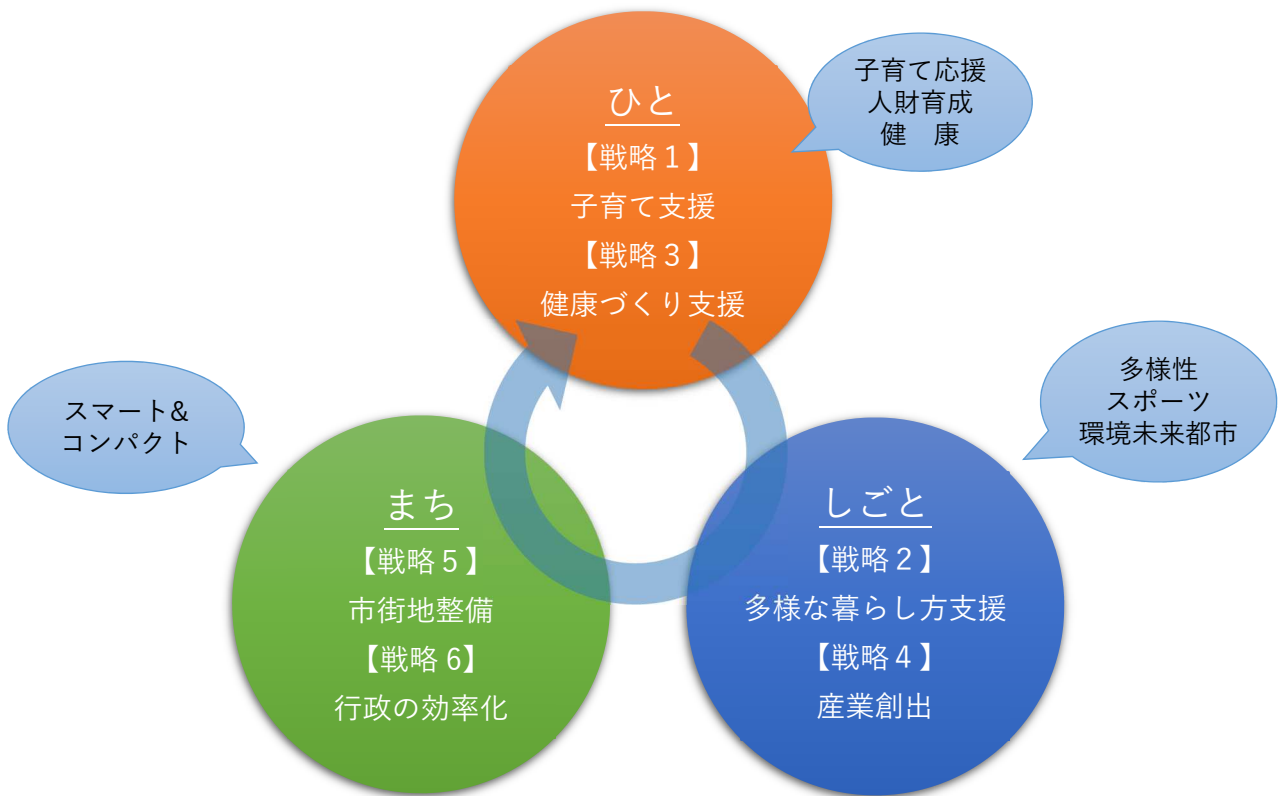 ひと
【戦略１】
子育て支援
【戦略３】
健康づくり支援
子育て応援
人財育成
健　康
スマート&
コンパクト
まち
【戦略５】
市街地整備
【戦略 6】
行政の効率化
多様性
スポーツ
環境未来都市
しごと
【戦略２】
多様な暮らし方支援
【戦略４】
産業創出